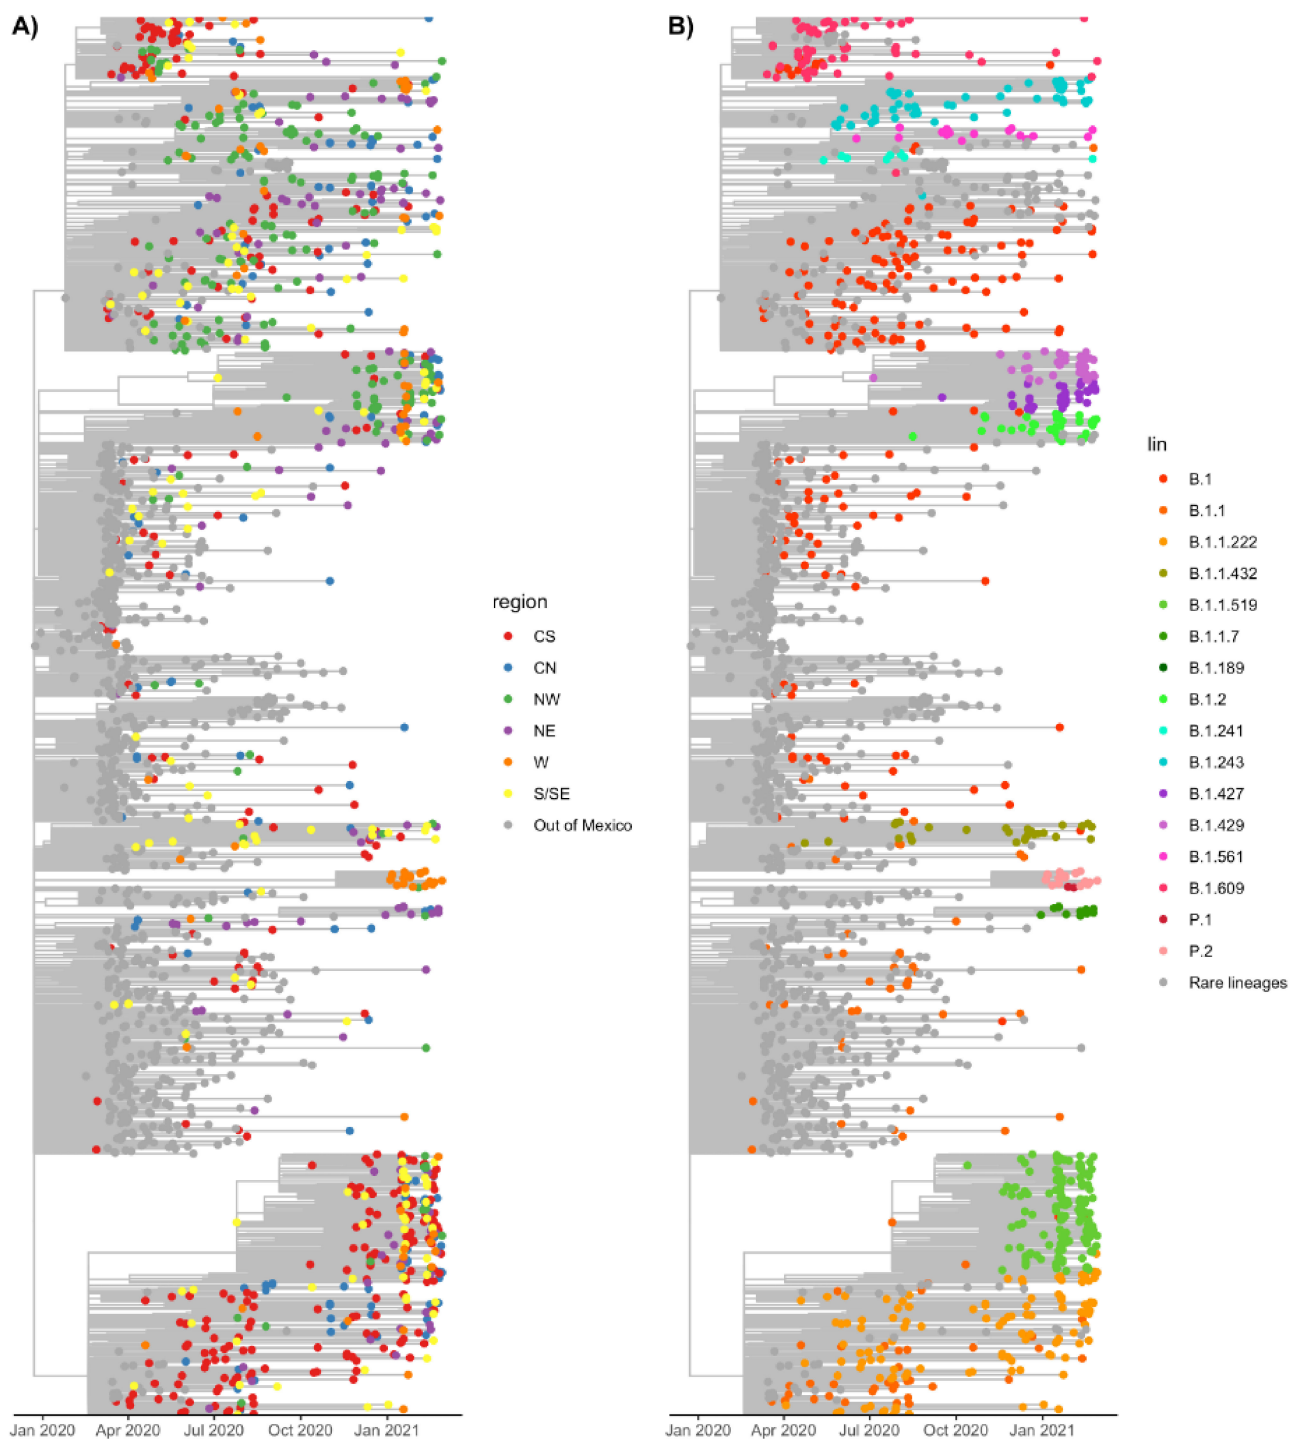 A)
B)
region
CS
CN
NW
NE
W
S/SE
Out of Mexico
lin
B.1
B.1.1
B.1.1.222
B.1.1.432
B.1.1.519
B.1.1.7
B.1.189
B.1.2
B.1.241
B.1.243
B.1.427
B.1.429
B.1.561
B.1.609
P.1
P.2
Rare lineages
Jan 2020 Apr 2020 Jul 2020 Oct 2020 Jan 2021
Jan 2020 Apr 2020 Jul 2020 Oct 2020 Jan 2021